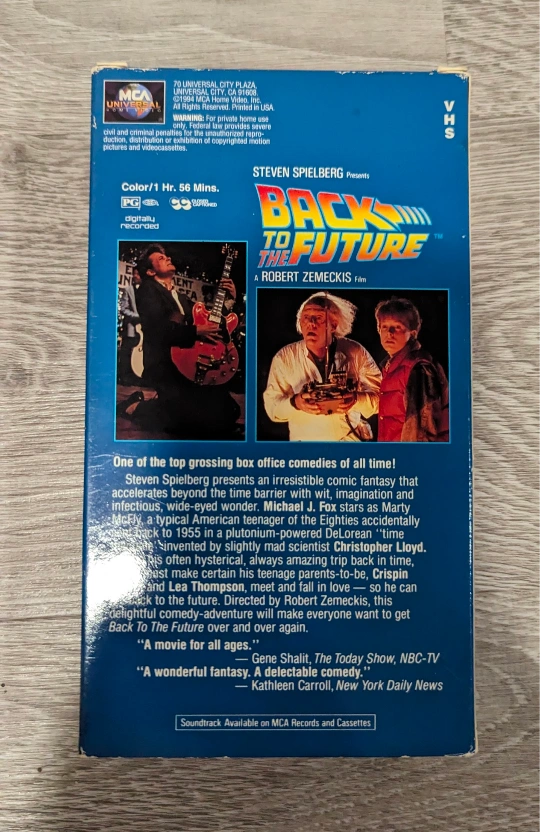 MCA
UNIVERSAL
HOME VIDEO
70 UNIVERSAL CITY PLAZA,
UNIVERSAL CITY, CA 91608.
©1994 MCA Home Video, Inc.
All Rights Reserved. Printed in USA.
WARNING: For private home use
only. Federal law provides severe
civil and criminal penalties for the unauthorized repro-
duction, distribution or exhibition of copyrighted motion
pictures and videocassettes.
VHS
STEVEN SPIELBERG Presents
Color/1 Hr. 56 Mins.
PG
CC CLOSED CAPTIONED
digitally
recorded
BACK
TO THE FUTURE™
A ROBERT ZEMECKIS Film
One of the top grossing box office comedies of all time!
Steven Spielberg presents an irresistible comic fantasy that
accelerates beyond the time barrier with wit, imagination and
infectious, wide-eyed wonder. Michael J. Fox stars as Marty
McFly, a typical American teenager of the Eighties accidentally
back to 1955 in a plutonium-powered DeLorean "time
invented by slightly mad scientist Christopher Lloyd.
his often hysterical, always amazing trip back in time,
must make certain his teenage parents-to-be, Crispin
and Lea Thompson, meet and fall in love — so he can
back to the future. Directed by Robert Zemeckis, this
delightful comedy-adventure will make everyone want to get
Back To The Future over and over again.
"A movie for all ages."
— Gene Shalit, The Today Show, NBC-TV
"A wonderful fantasy. A delectable comedy."
— Kathleen Carroll, New York Daily News
Soundtrack Available on MCA Records and Cassettes